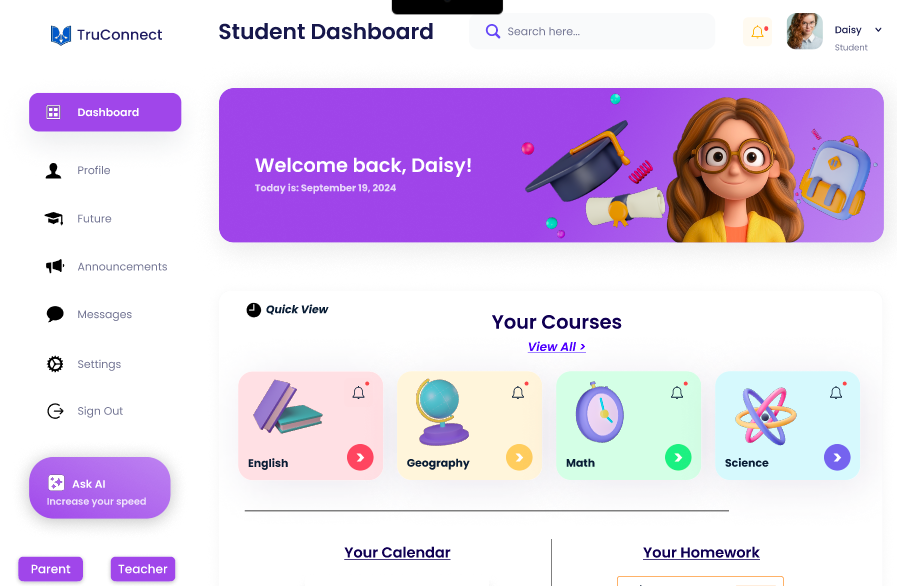 TruConnect
Student Dashboard
Search here...
Daisy
Student
Dashboard
Profile
Future
Announcements
Messages
Settings
Sign Out
Ask AI
Increase your speed
Parent
Teacher
Welcome back, Daisy!
Today is: September 19, 2024
Quick View
Your Courses
View All >
English
Geography
Math
Science
Your Calendar
Your Homework